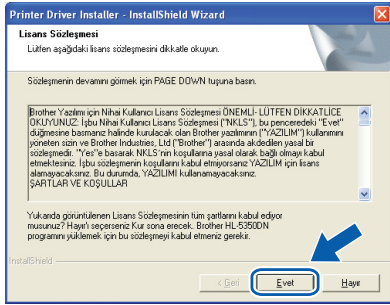 Printer Driver Installer - InstallShield Wizard
Lisans Sözleşmesi
Lütfen aşağıdaki lisans sözleşmesini dikkatle okuyun.
Sözleşmenin devamını görmek için PAGE DOWN tuşuna basın.
Brother Yazılımı için Nihai Kullanıcı Lisans Sözleşmesi ÖNEMLİ- LÜTFEN DİKKATLİCE
OKUYUNUZ: İşbu Nihai Kullanıcı Lisans Sözleşmesi ("NKLS"), bu penceredeki "Evet"
düğmesine basmanız halinde kurulacak olan Brother yazılımının ("YAZILIM") kullanımını
yöneten sizin ve Brother Industries, Ltd ("Brother") arasında akdedilen yasal bir
sözleşmedir. "Yes"e basarak NKLS'nin koşullarına yasal olarak bağlı olmayı kabul
etmektesiniz. İşbu sözleşmenin koşullarını kabul etmiyorsanız YAZILIM için lisans
alamayacaksınız. Bu durumda, YAZILIMI kullanamayacaksınız.
ŞARTLAR VE KOŞULLAR
Yukarıda görüntülenen Lisans Sözleşmesinin tüm şartlarını kabul ediyor
musunuz? Hayır'ı seçerseniz Kur sona erecek. Brother HL-5350DN
programını yüklemek için bu sözleşmeyi kabul etmeniz gerekir.
InstallShield
< Geri Evet Hayır